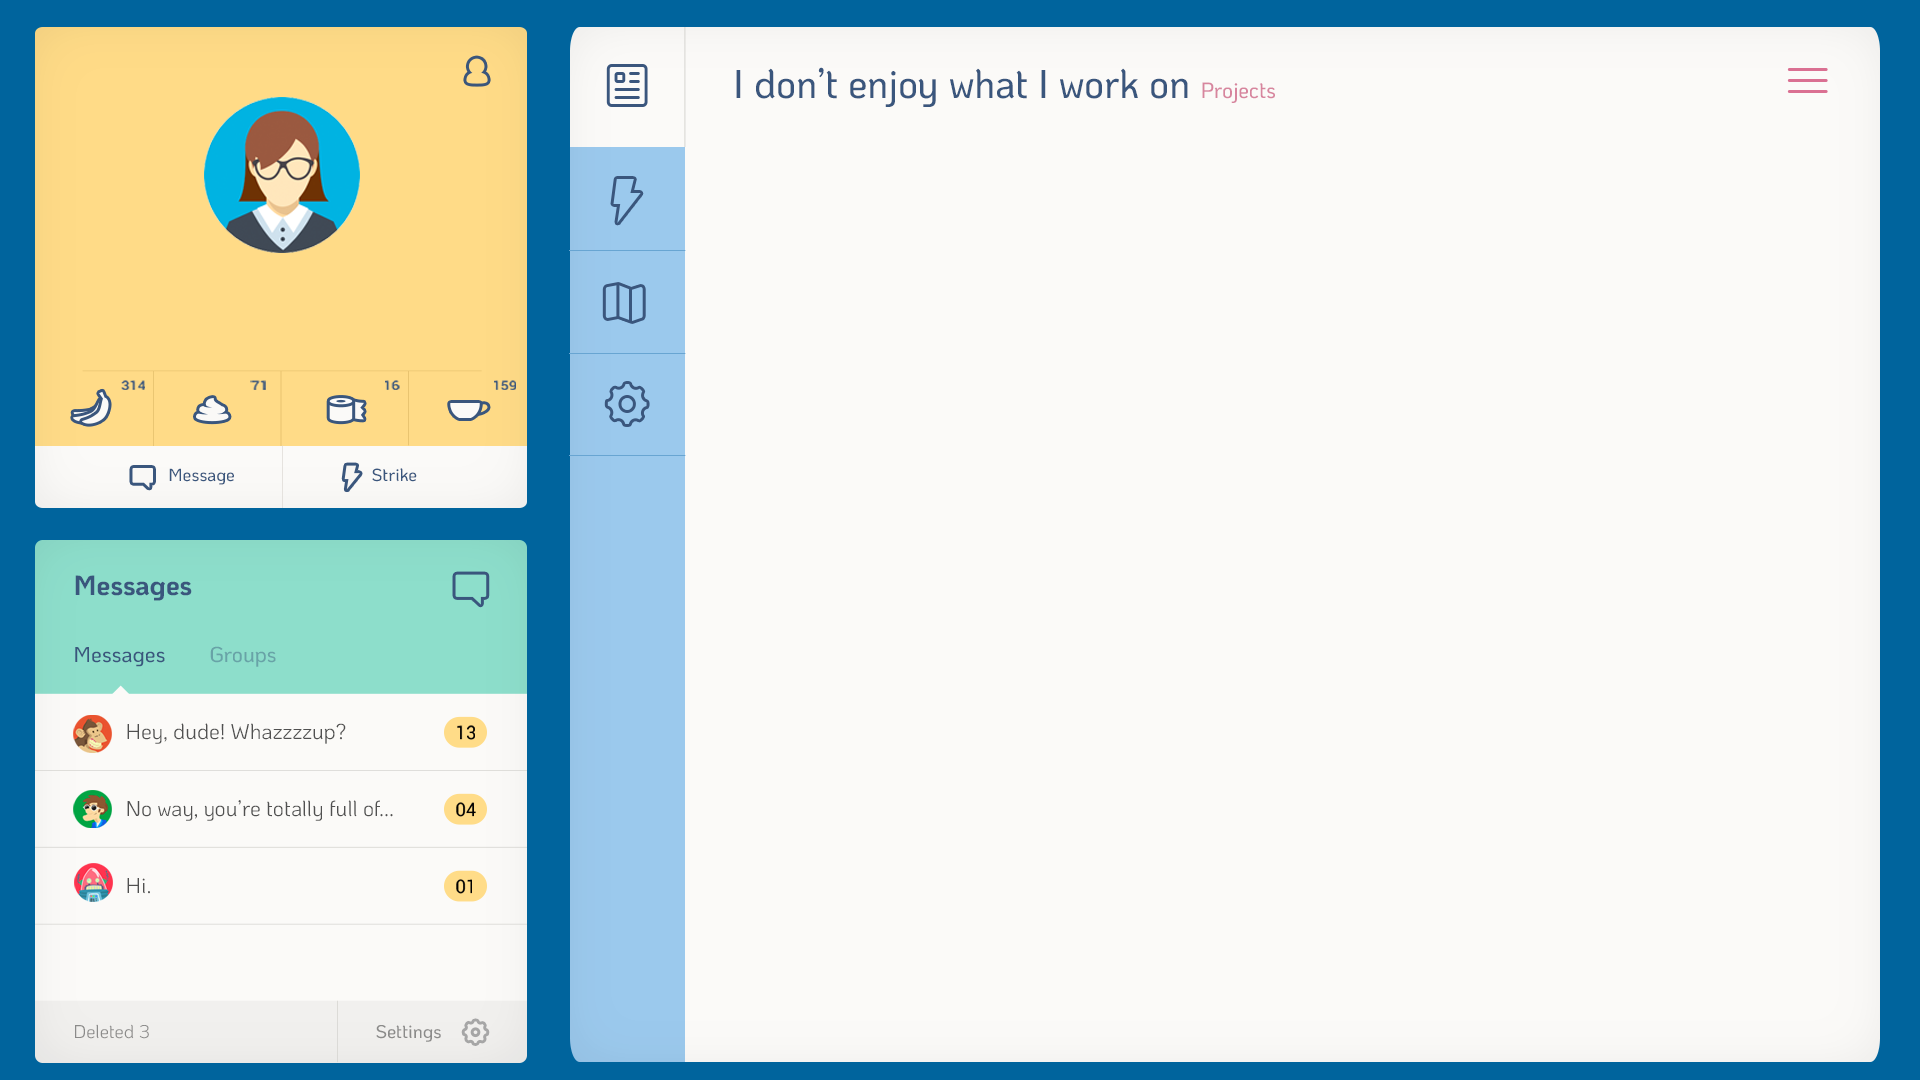 314
71
16
159
Message
Strike
Messages
Messages
Groups
Hey, dude! Whazzzzup?
13
No way, you’re totally full of...
04
Hi.
01
Deleted 3
Settings
I don’t enjoy what I work on Projects